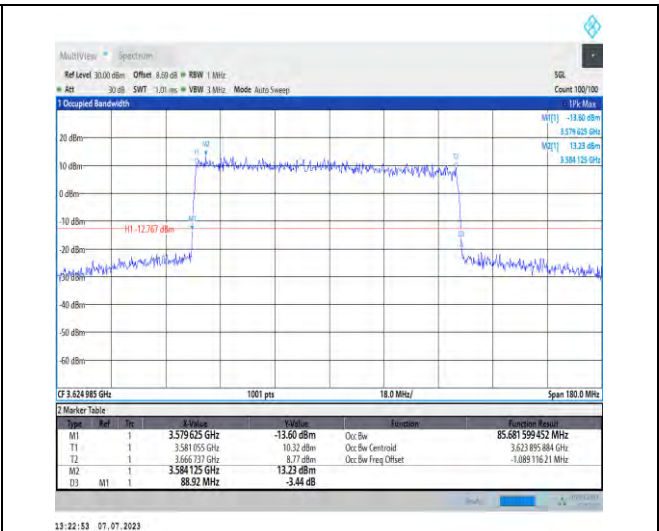 MultiView Spectrum
Ref Level 30.00 dBm Offset 8.69 dB RBW 1 MHz SGL
Att 30 dB SWT 1.01 ms VBW 3 MHz Mode Auto Sweep Count 100/100
1 Occupied Bandwidth 1Pk Max
M1[1] -13.60 dBm
3.579 625 GHz
20 dBm M2 M2[1] 13.23 dBm
T1 T2 3.584 125 GHz
10 dBm
0 dBm
-10 dBm M1
H1 -12.767 dBm
-20 dBm D3
-30 dBm
-40 dBm
-50 dBm
-60 dBm
CF 3.624 985 GHz 1001 pts 18.0 MHz/ Span 180.0 MHz
2 Marker Table
Type Ref Trc X-Value Y-Value Function Function Result
M1 1 3.579 625 GHz -13.60 dBm Occ Bw 85.681 599 452 MHz
T1 1 3.581 055 GHz 10.32 dBm Occ Bw Centroid 3.623 895 884 GHz
T2 1 3.666 737 GHz 8.77 dBm Occ Bw Freq Offset -1.089 116 21 MHz
M2 1 3.584 125 GHz 13.23 dBm
D3 M1 1 88.92 MHz -3.44 dB
Ready
13:22:53 07.07.2023